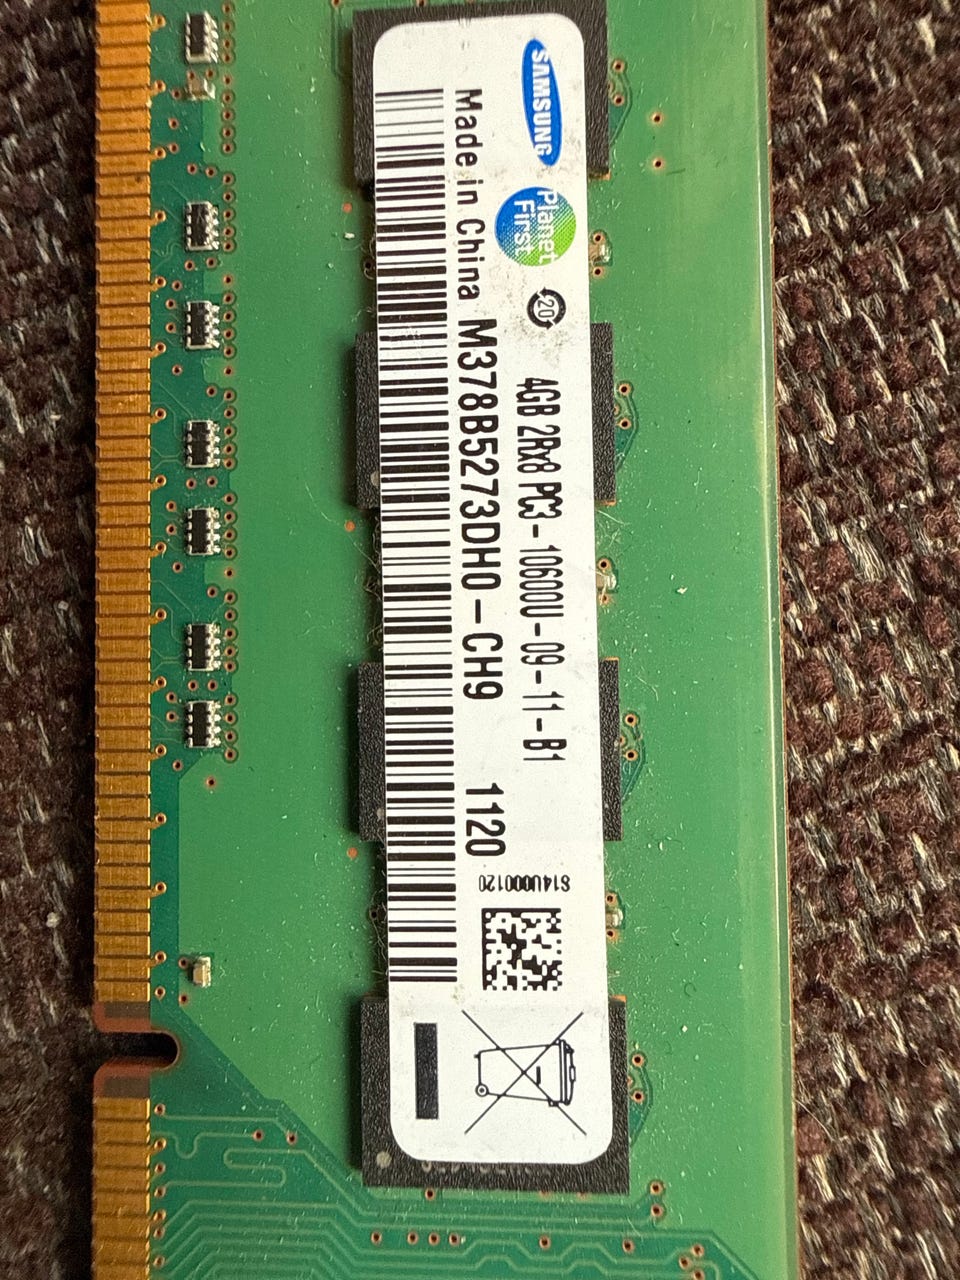 SAMSUNG
Planet
First
20
4GB 2Rx8 PC3-10600U-09-11-B1
Made in China M378B5273DH0-CH9 1120
S14U000120